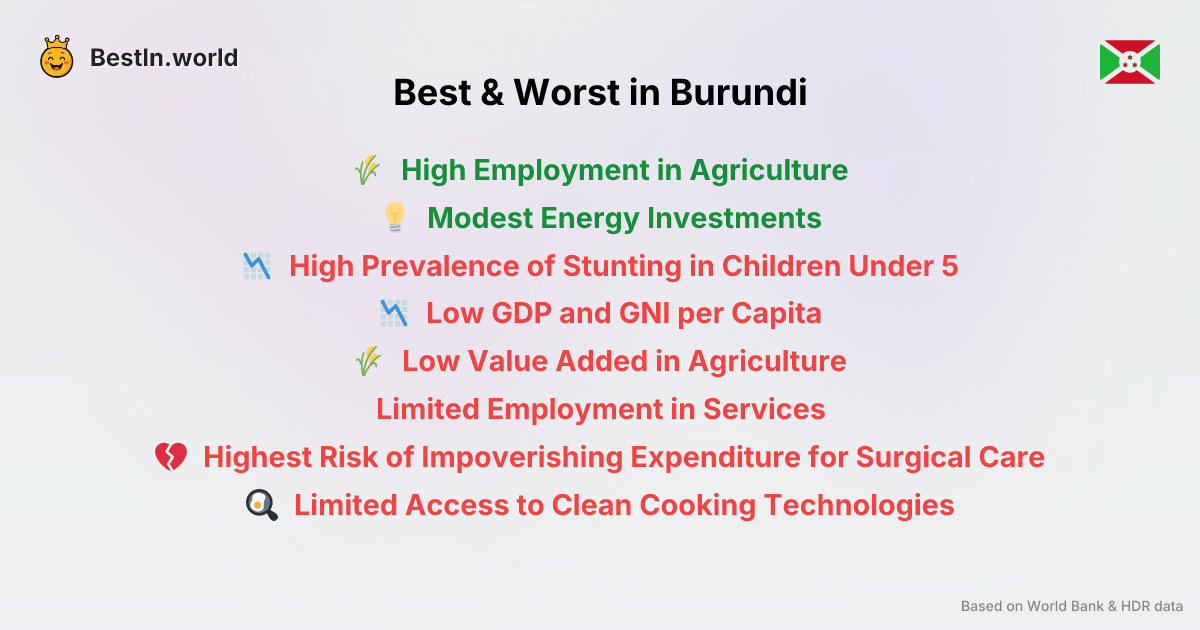 BestIn.world
Best & Worst in Burundi
High Employment in Agriculture
Modest Energy Investments
High Prevalence of Stunting in Children Under 5
Low GDP and GNI per Capita
Low Value Added in Agriculture
Limited Employment in Services
Highest Risk of Impoverishing Expenditure for Surgical Care
Limited Access to Clean Cooking Technologies
Based on World Bank & HDR data